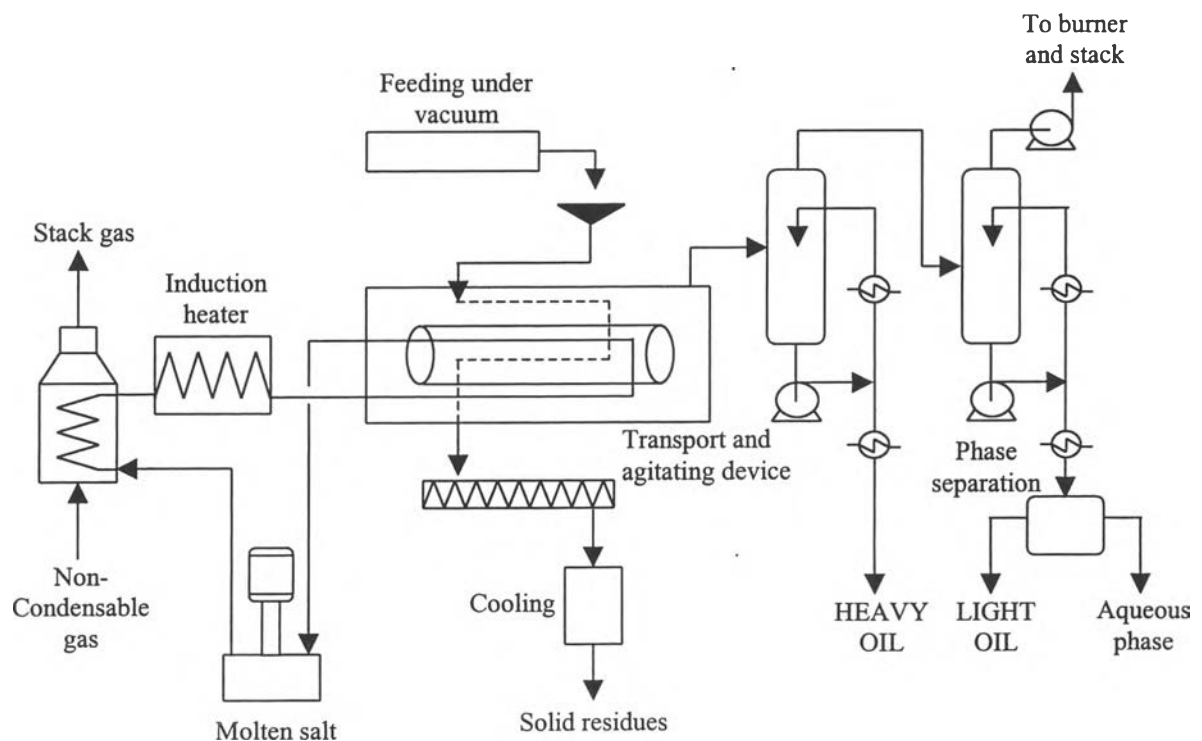 To burner
and stack
Feeding under
vacuum
Stack gas
Induction
heater
Transport and
agitating device
Phase
separation
Non-
Condensable
gas
Cooling
HEAVY
OIL
LIGHT
OIL
Aqueous
phase
Molten salt
Solid residues